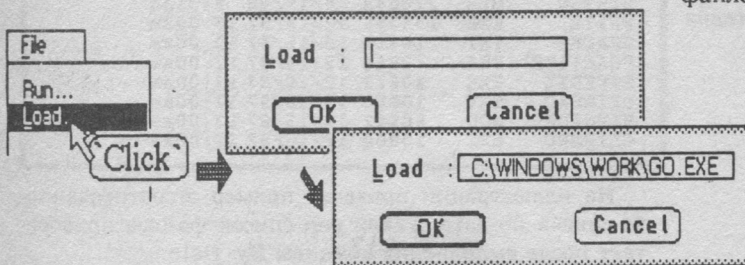 File
Run...
Load.
`Click`
Load :
OK
Cancel
Load : C:\WINDOWS\WORK\GO.EXE
OK
Cancel